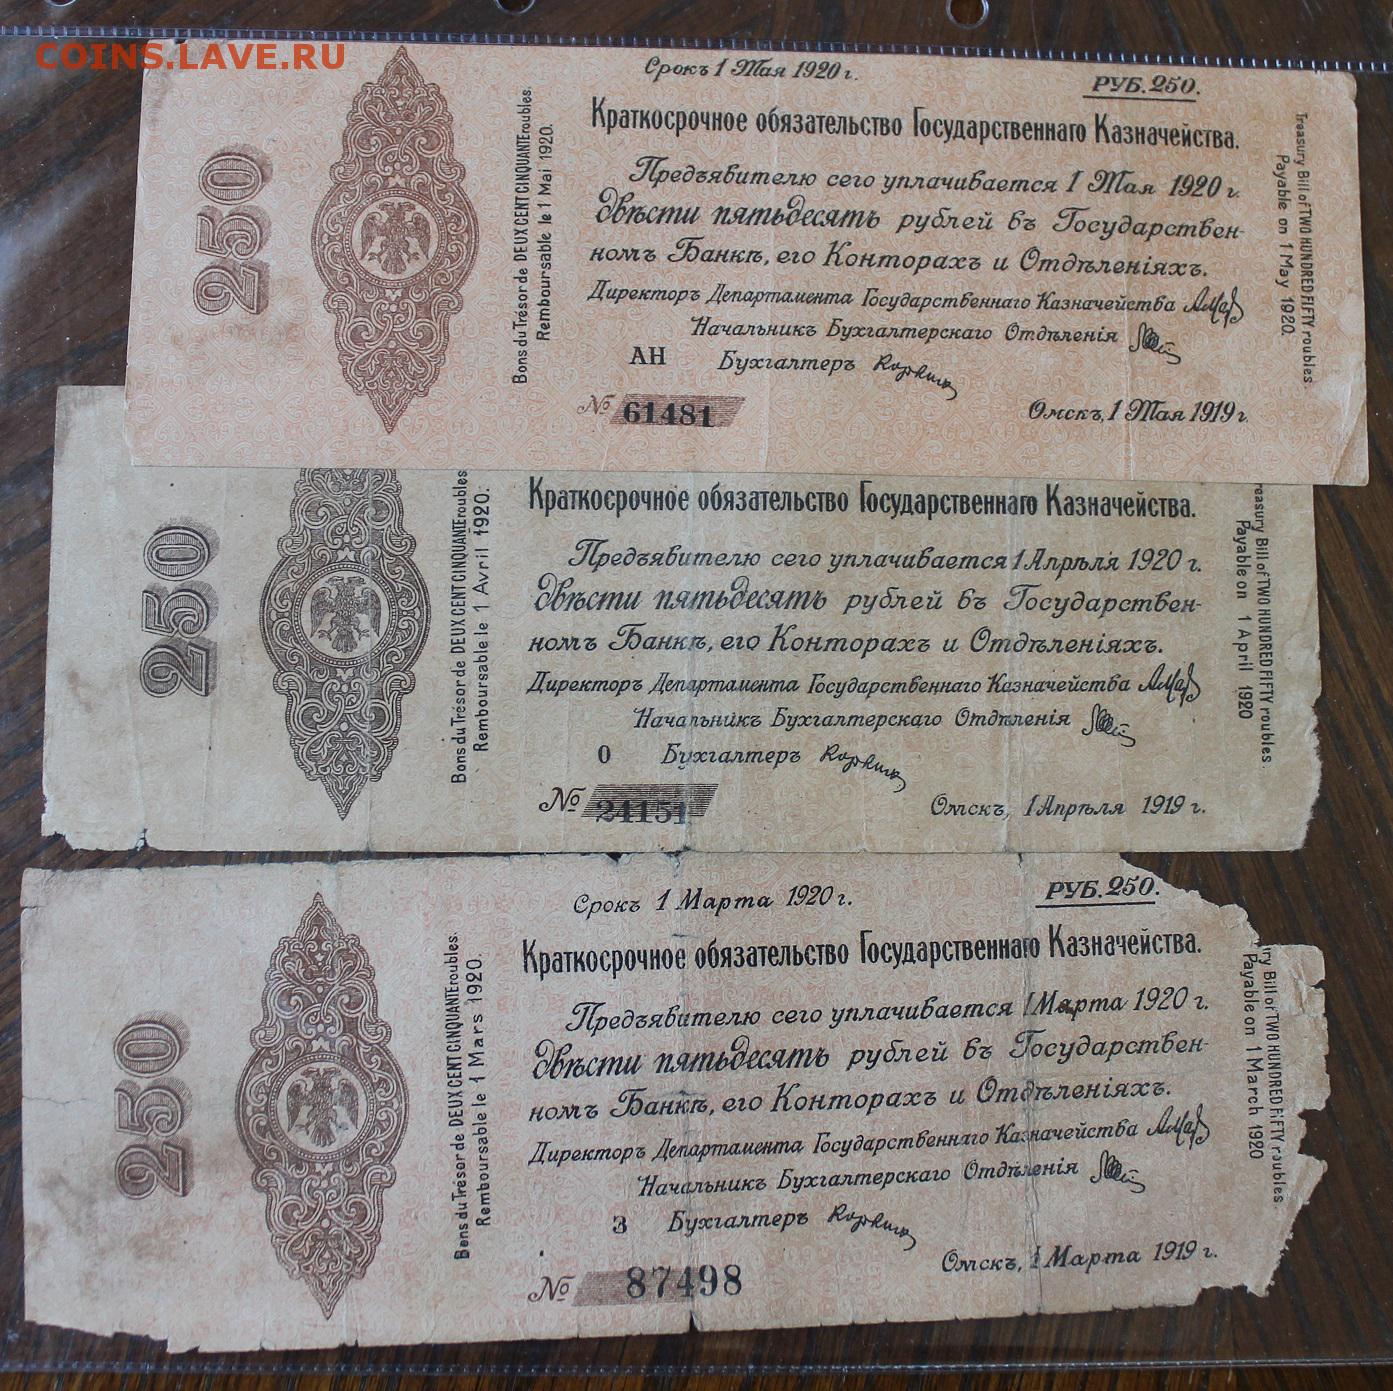 COINS.LAVE.RU
Срокъ 1 Мая 1920 г.
РУБ. 250.
Краткосрочное обязательство Государственнаго Казначейства.
Предъявителю сего уплачивается 1 Мая 1920 г.
двѣсти пятьдесятъ рублей въ Государствен-
номъ Банкѣ, его Конторахъ и Отдѣленіяхъ.
Директоръ Департамента Государственнаго Казначейства
Начальникъ Бухгалтерскаго Отдѣленія
АН Бухгалтеръ
№ 61481
Омскъ, 1 Мая 1919 г.
250
Bons du Trésor de DEUX CENT CINQUANTE roubles.
Remboursable le 1 Mai 1920.
Treasury Bill of TWO HUNDRED FIFTY roubles.
Payable on 1 May 1920.
Краткосрочное обязательство Государственнаго Казначейства.
Предъявителю сего уплачивается 1 Апрѣля 1920 г.
двѣсти пятьдесятъ рублей въ Государствен-
номъ Банкѣ, его Конторахъ и Отдѣленіяхъ.
Директоръ Департамента Государственнаго Казначейства
Начальникъ Бухгалтерскаго Отдѣленія
О Бухгалтеръ
№ 24151
Омскъ, 1 Апрѣля 1919 г.
250
Bons du Trésor de DEUX CENT CINQUANTE roubles
Remboursable le 1 Avril 1920.
reasury Bill of TWO HUNDRED FIFTY roubles.
Payable on 1 April 1920
Срокъ 1 Марта 1920 г.
РУБ. 250.
Краткосрочное обязательство Государственнаго Казначейства.
Предъявителю сего уплачивается 1 Марта 1920 г.
двѣсти пятьдесятъ рублей въ Государствен-
номъ Банкѣ, его Конторахъ и Отдѣленіяхъ.
Директоръ Департамента Государственнаго Казначейства
Начальникъ Бухгалтерскаго Отдѣленія
З Бухгалтеръ
№ 87498
Омскъ, 1 Марта 1919 г.
250
Bons du Trésor de DEUX CENT CINQUANTE roubles.
Remboursable le 1 Mars 1920.
ry Bill of TWO HUNDRED FIFTY roubles.
Payable on 1 March 1920